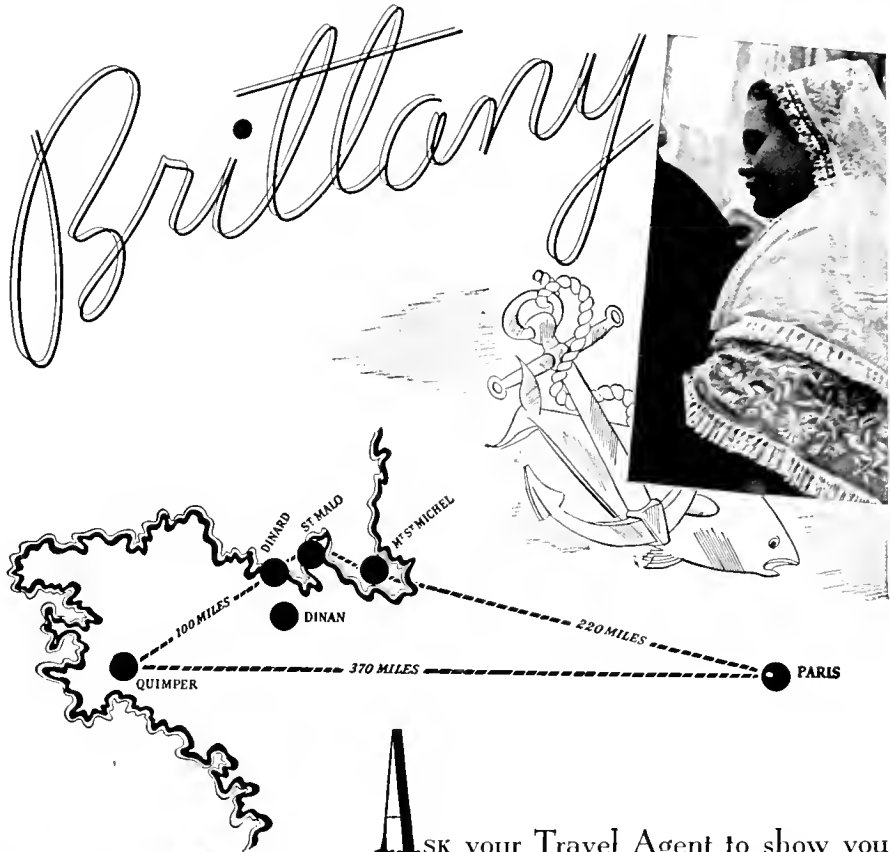 Brittany
ST MALO
DINARD
MT ST MICHEL
DINAN
100 MILES
220 MILES
370 MILES
QUIMPER
PARIS
ASK your Travel Agent to show you